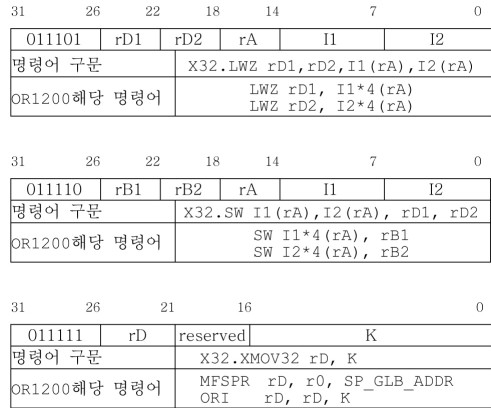 31 26 22 18 14 7 0
011101 rD1 rD2 rA I1 I2
명령어 구문 X32.LWZ rD1,rD2,I1(rA),I2(rA)
OR1200해당 명령어 LWZ rD1, I1*4(rA)
LWZ rD2, I2*4(rA)
31 26 22 18 14 7 0
011110 rB1 rB2 rA I1 I2
명령어 구문 X32.SW I1(rA),I2(rA), rD1, rD2
OR1200해당 명령어 SW I1*4(rA), rB1
SW I2*4(rA), rB2
31 26 21 16 0
011111 rD reserved K
명령어 구문 X32.XMOV32 rD, K
OR1200해당 명령어 MFSPR rD, r0, SP_GLB_ADDR
ORI rD, rD, K